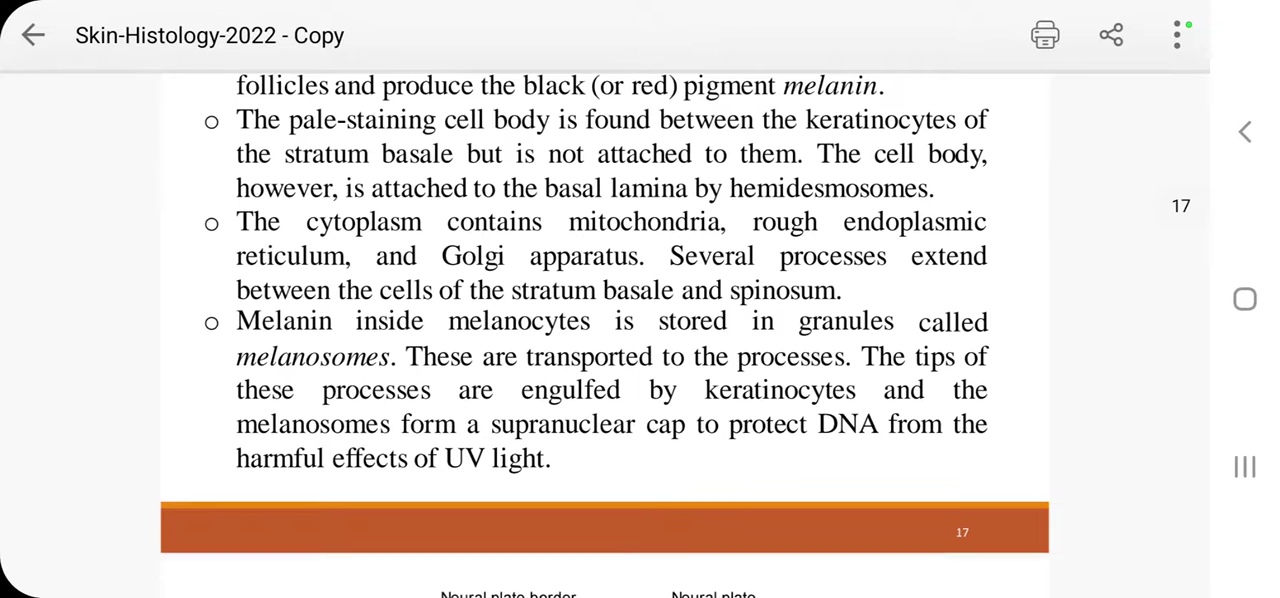 Skin-Histology-2022 - Copy
follicles and produce the black (or red) pigment melanin.
o The pale-staining cell body is found between the keratinocytes of
the stratum basale but is not attached to them. The cell body,
however, is attached to the basal lamina by hemidesmosomes.
17
o The cytoplasm contains mitochondria, rough endoplasmic
reticulum, and Golgi apparatus. Several processes extend
between the cells of the stratum basale and spinosum.
o Melanin inside melanocytes is stored in granules called
melanosomes. These are transported to the processes. The tips of
these processes are engulfed by keratinocytes and the
melanosomes form a supranuclear cap to protect DNA from the
harmful effects of UV light.
17
Neural plate border Neural plate